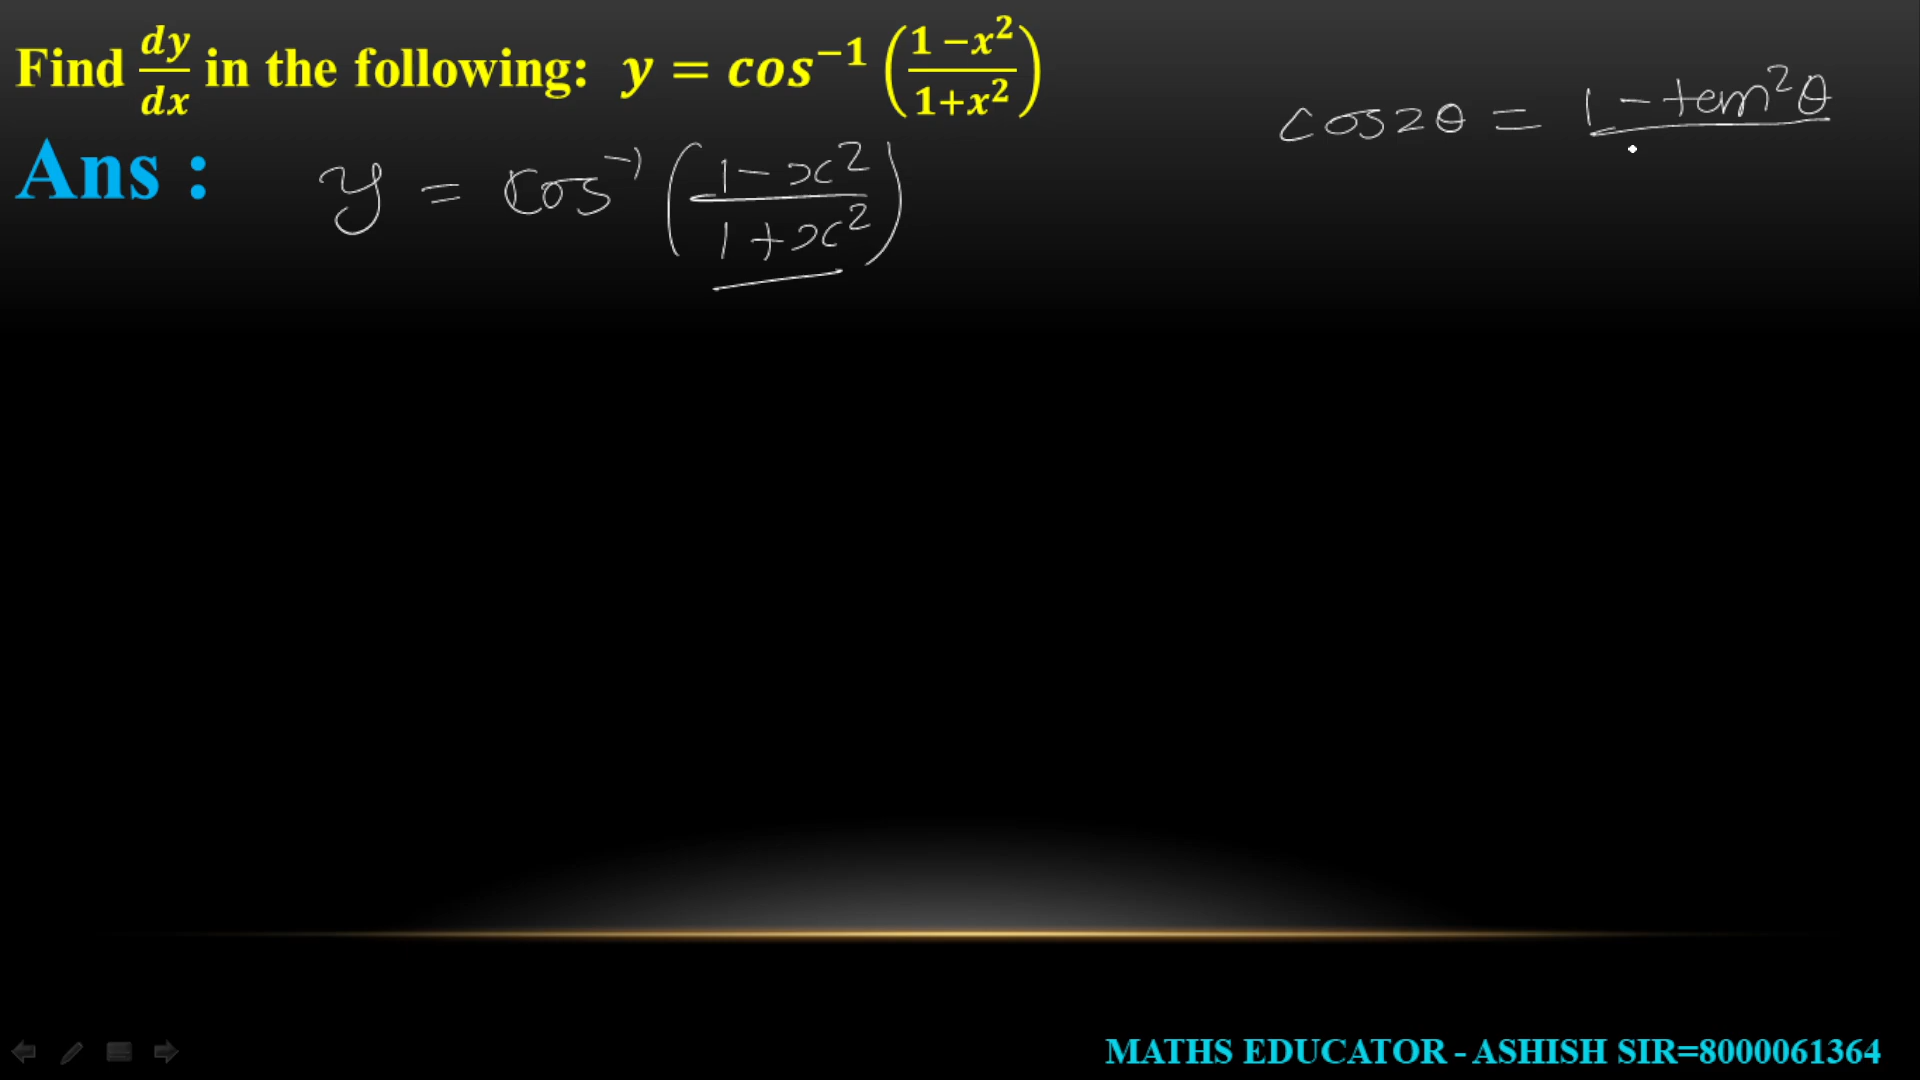 Find dy/dx in the following: y = cos⁻¹ ((1 −x²)/(1+x²))
cos2θ = 1 − tan²θ
Ans :
y = cos⁻¹ ((1 − x²)/(1 + x²))
MATHS EDUCATOR - ASHISH SIR=8000061364